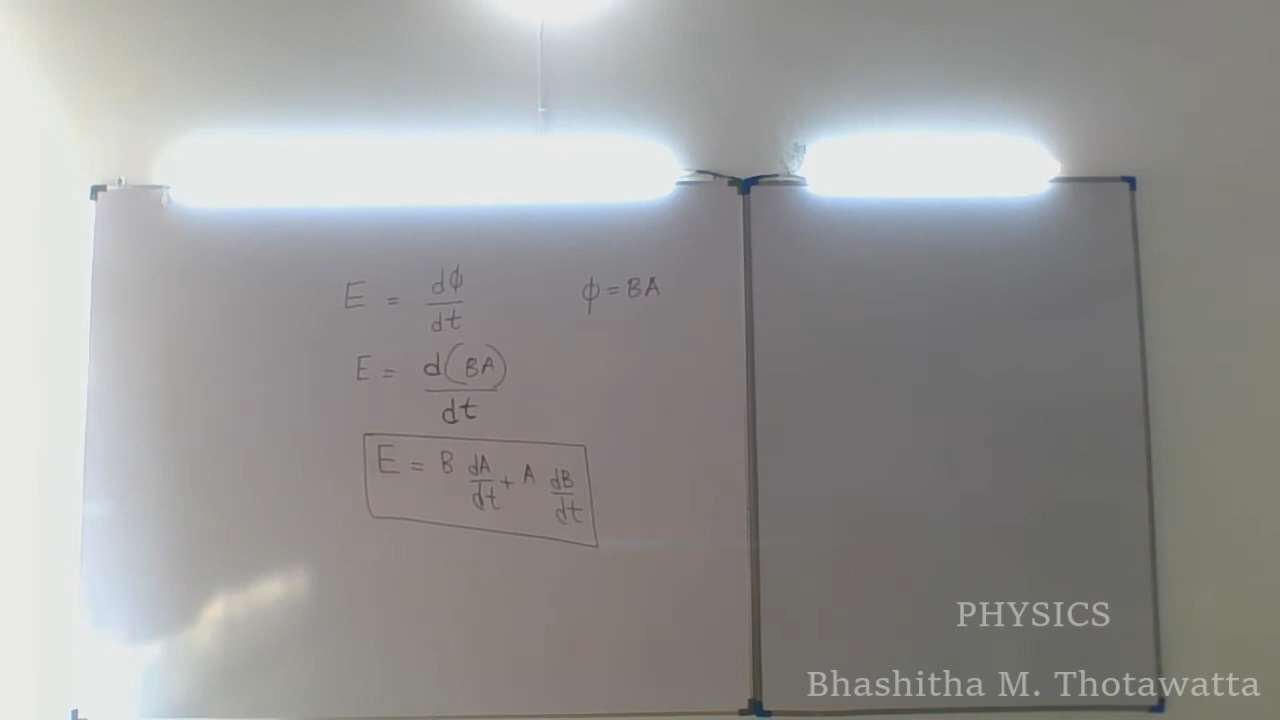 E = dϕ/dt ϕ = BA
E = d(BA)/dt
E = B dA/dt + A dB/dt
PHYSICS
Bhashitha M. Thotawatta